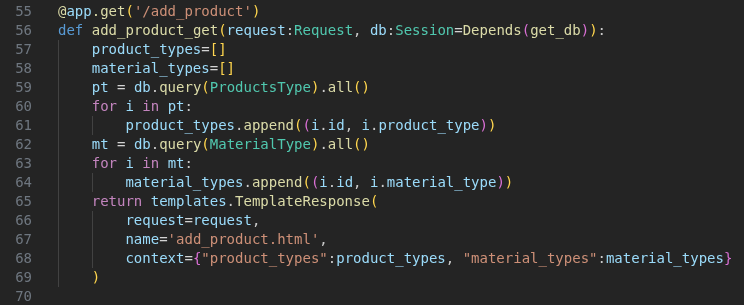 55 @app.get('/add_product')
56 def add_product_get(request:Request, db:Session=Depends(get_db)):
57     product_types=[]
58     material_types=[]
59     pt = db.query(ProductsType).all()
60     for i in pt:
61         product_types.append((i.id, i.product_type))
62     mt = db.query(MaterialType).all()
63     for i in mt:
64         material_types.append((i.id, i.material_type))
65     return templates.TemplateResponse(
66         request=request,
67         name='add_product.html',
68         context={"product_types":product_types, "material_types":material_types}
69     )
70